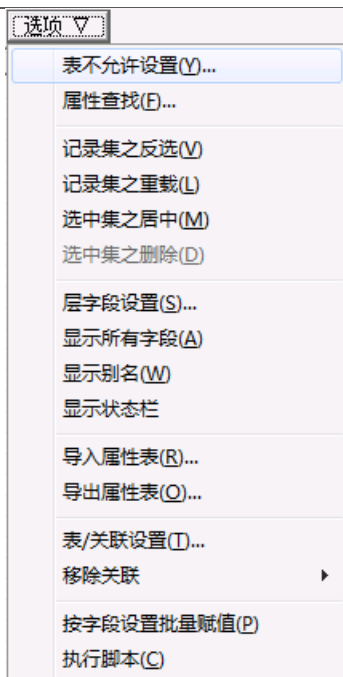 选项 ▽
表不允许设置(Y)...
属性查找(F)...
记录集之反选(V)
记录集之重载(L)
选中集之居中(M)
选中集之删除(D)
层字段设置(S)...
显示所有字段(A)
显示别名(W)
显示状态栏
导入属性表(R)...
导出属性表(O)...
表/关联设置(T)...
移除关联
按字段设置批量赋值(P)
执行脚本(C)